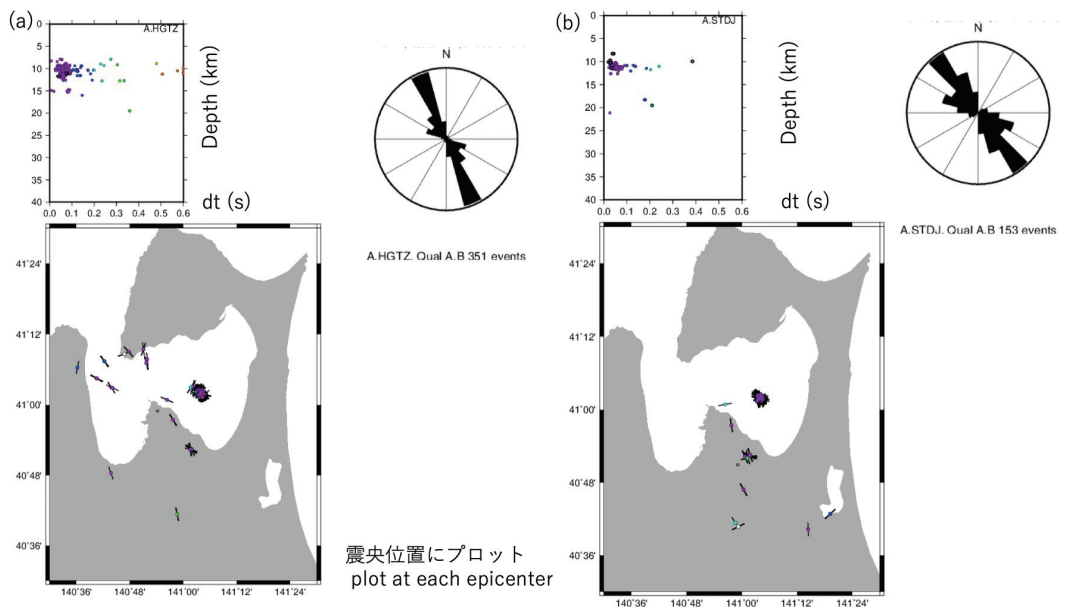 (a)
A.HGTZ
0
5
10
15
20
25
30
35
40
0.0 0.1 0.2 0.3 0.4 0.5 0.6
Depth (km)
dt (s)
N
A.HGTZ. Qual A.B 351 events
41°24'
41°12'
41°00'
40°48'
40°36'
140°36' 140°48' 141°00' 141°12' 141°24'
(b)
A.STDJ
0
5
10
15
20
25
30
35
40
0.0 0.1 0.2 0.3 0.4 0.5 0.6
Depth (km)
dt (s)
N
A.STDJ. Qual A.B 153 events
41°24'
41°12'
41°00'
40°48'
40°36'
140°36' 140°48' 141°00' 141°12' 141°24'
震央位置にプロット
plot at each epicenter